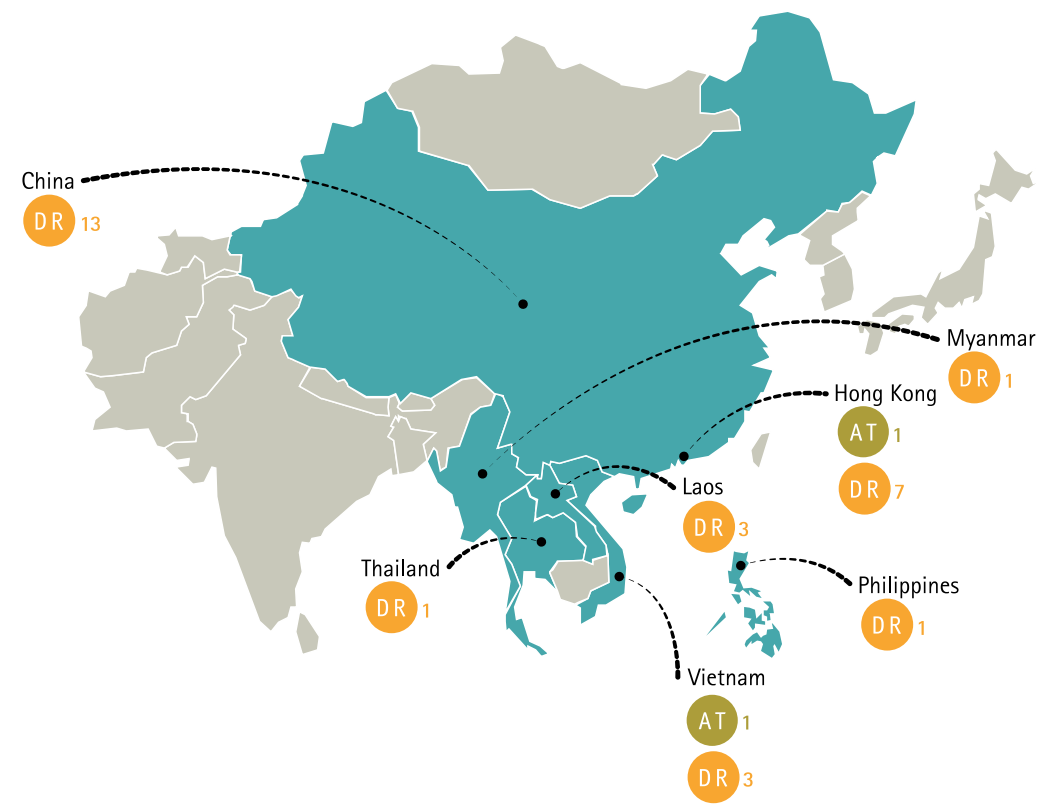 China
DR 13
Myanmar
DR 1
Hong Kong
AT 1
DR 7
Laos
DR 3
Thailand
DR 1
Philippines
DR 1
Vietnam
AT 1
DR 3